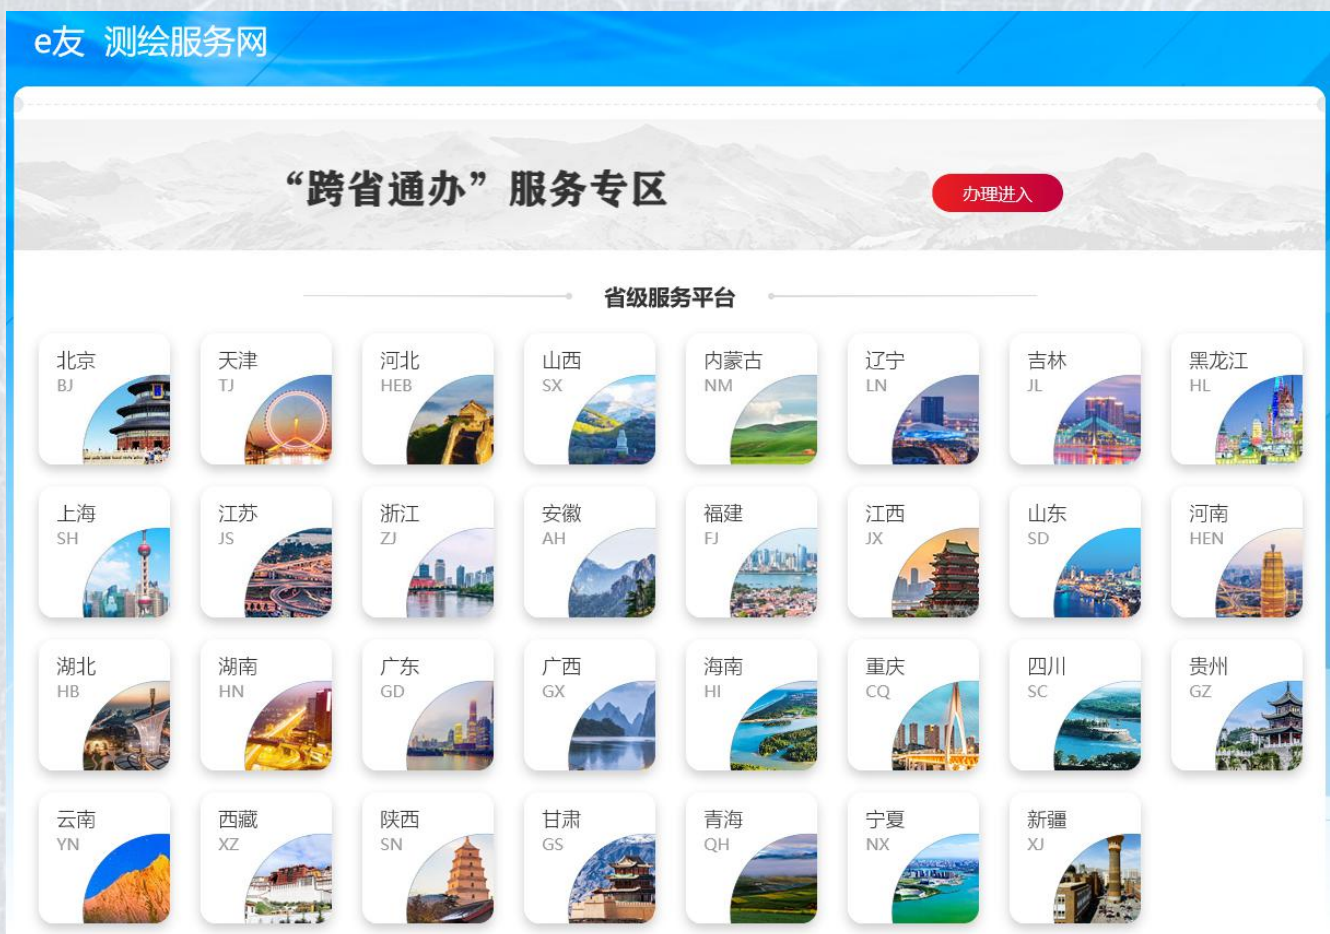 e友 测绘服务网
“跨省通办”服务专区
办理进入
省级服务平台
北京 天津 河北 山西 内蒙古 辽宁 吉林 黑龙江
BJ TJ HEB SX NM LN JL HL
上海 江苏 浙江 安徽 福建 江西 山东 河南
SH JS ZJ AH FJ JX SD HEN
湖北 湖南 广东 广西 海南 重庆 四川 贵州
HB HN GD GX HI CQ SC GZ
云南 西藏 陕西 甘肃 青海 宁夏 新疆
YN XZ SN GS QH NX XJ